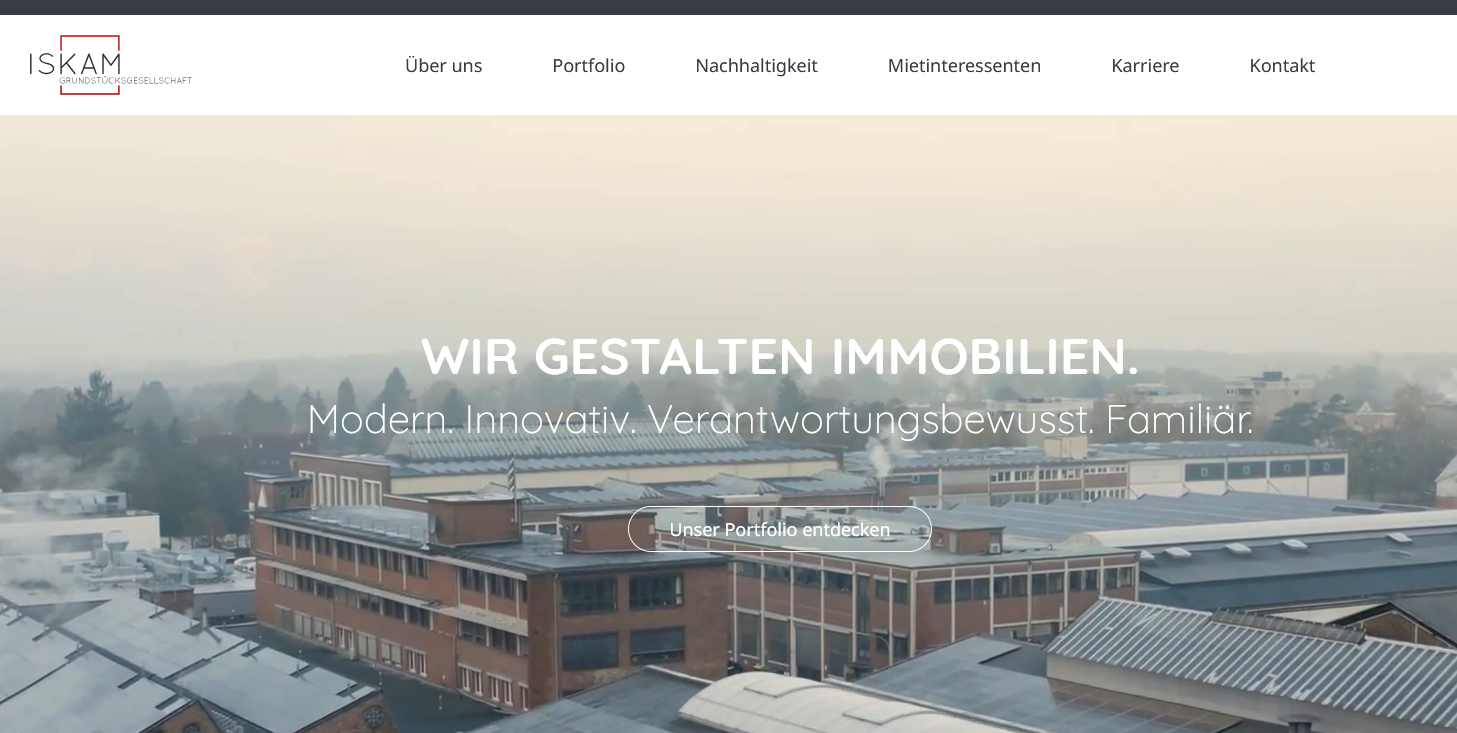 ISKAM
GRUNDSTÜCKSGESELLSCHAFT
Über uns
Portfolio
Nachhaltigkeit
Mietinteressenten
Karriere
Kontakt
WIR GESTALTEN IMMOBILIEN.
Modern. Innovativ. Verantwortungsbewusst. Familiär.
Unser Portfolio entdecken